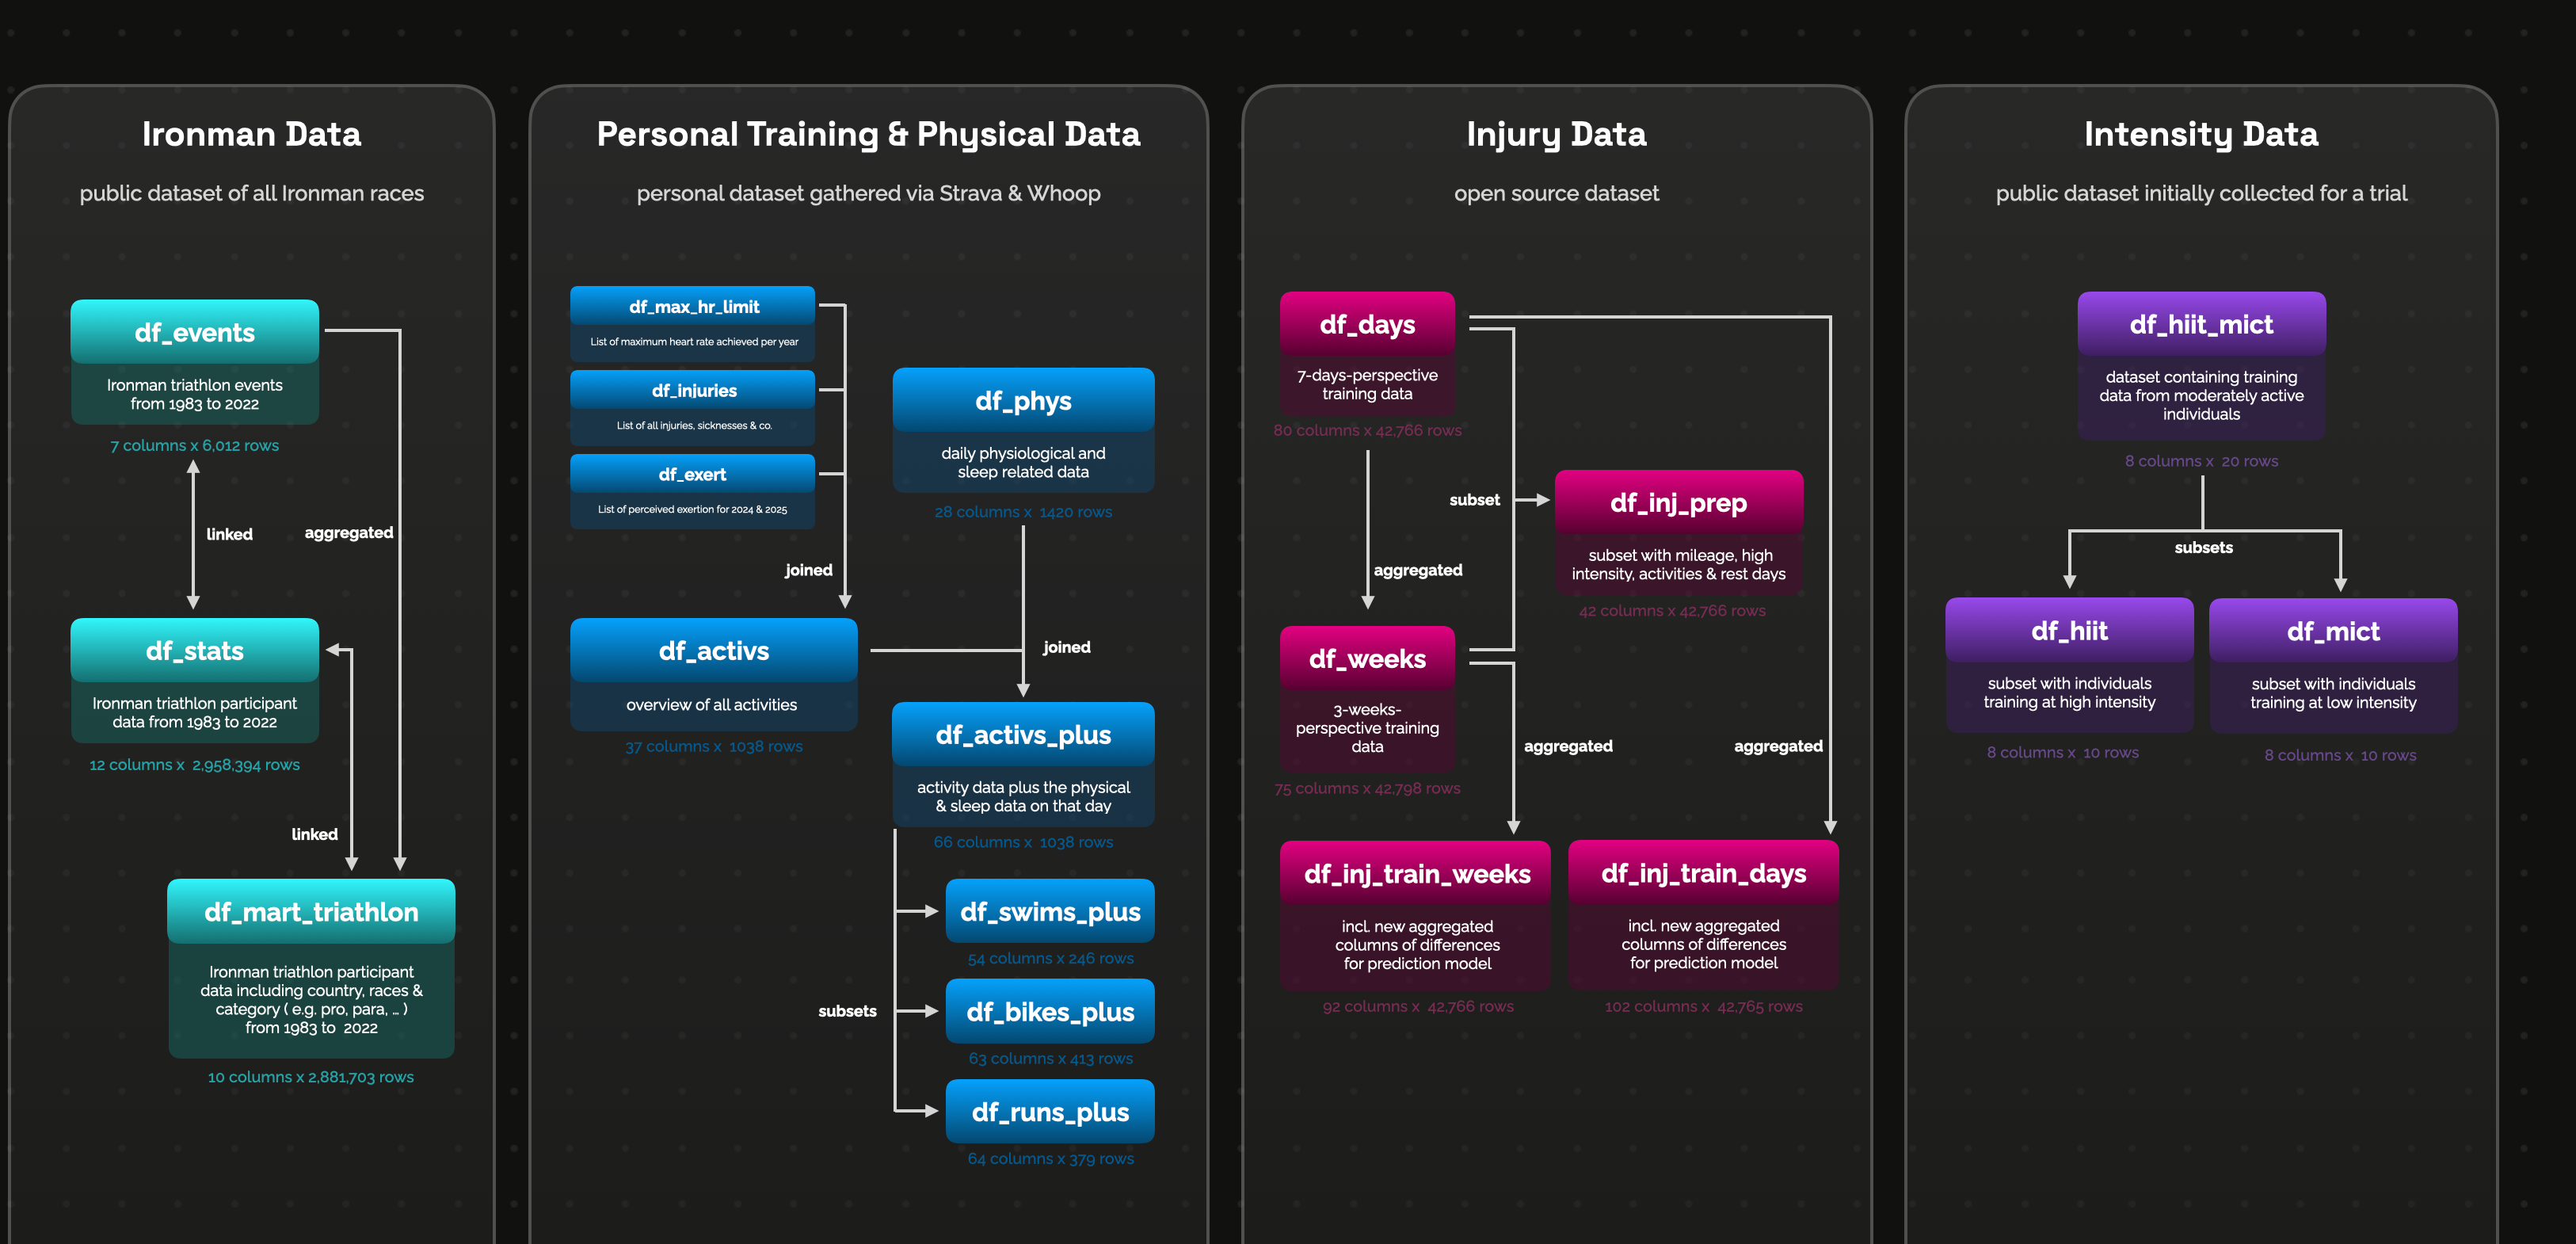 Ironman Data
public dataset of all Ironman races
df_events
Ironman triathlon events
from 1983 to 2022
7 columns x 6,012 rows
linked
aggregated
df_stats
Ironman triathlon participant
data from 1983 to 2022
12 columns x 2,958,394 rows
linked
df_mart_triathlon
Ironman triathlon participant
data including country, races &
category ( e.g. pro, para, ... )
from 1983 to 2022
10 columns x 2,881,703 rows
Personal Training & Physical Data
personal dataset gathered via Strava & Whoop
df_max_hr_limit
List of maximum heart rate achieved per year
df_injuries
List of all injuries, sicknesses & co.
df_exert
List of perceived exertion for 2024 & 2025
df_phys
daily physiological and
sleep related data
28 columns x 1420 rows
joined
df_activs
overview of all activities
37 columns x 1038 rows
joined
df_activs_plus
activity data plus the physical
& sleep data on that day
66 columns x 1038 rows
subsets
df_swims_plus
54 columns x 246 rows
df_bikes_plus
63 columns x 413 rows
df_runs_plus
64 columns x 379 rows
Injury Data
open source dataset
df_days
7-days-perspective
training data
80 columns x 42,766 rows
subset
df_inj_prep
subset with mileage, high
intensity, activities & rest days
42 columns x 42,766 rows
aggregated
df_weeks
3-weeks-
perspective training
data
75 columns x 42,798 rows
aggregated
aggregated
df_inj_train_weeks
incl. new aggregated
columns of differences
for prediction model
92 columns x 42,766 rows
df_inj_train_days
incl. new aggregated
columns of differences
for prediction model
102 columns x 42,765 rows
Intensity Data
public dataset initially collected for a trial
df_hiit_mict
dataset containing training
data from moderately active
individuals
8 columns x 20 rows
subsets
df_hiit
subset with individuals
training at high intensity
8 columns x 10 rows
df_mict
subset with individuals
training at low intensity
8 columns x 10 rows